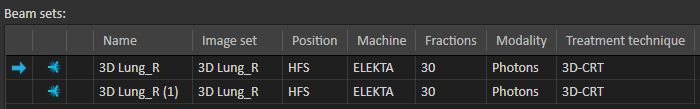 Beam sets:
Name Image set Position Machine Fractions Modality Treatment technique
3D Lung_R 3D Lung_R HFS ELEKTA 30 Photons 3D-CRT
3D Lung_R (1) 3D Lung_R HFS ELEKTA 30 Photons 3D-CRT